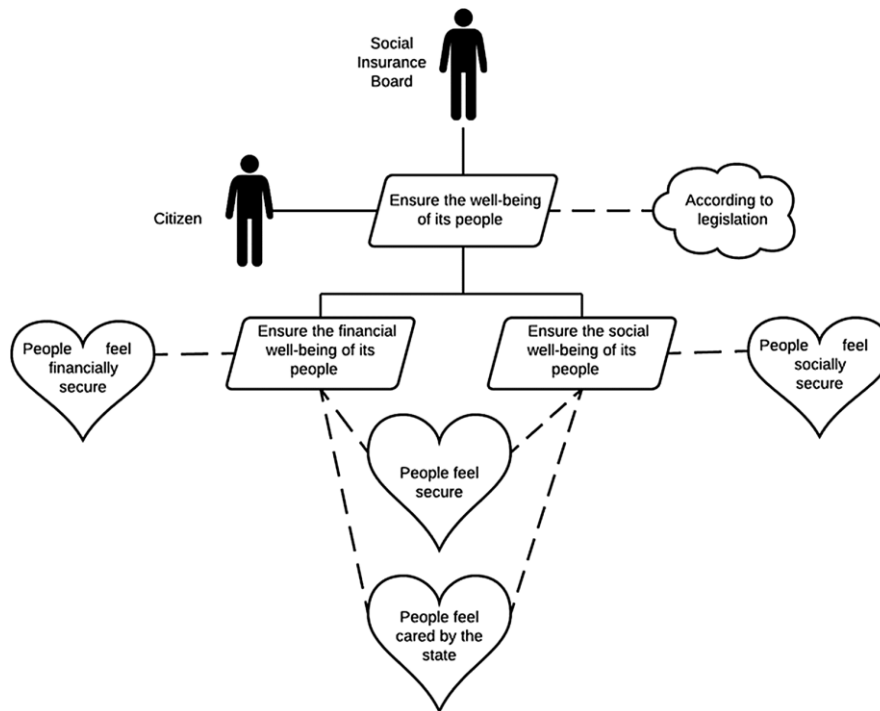 Social
Insurance
Board
Citizen
Ensure the well-being
of its people
According to
legislation
People feel
financially
secure
Ensure the financial
well-being of its
people
Ensure the social
well-being of its
people
People feel
socially
secure
People feel
secure
People feel
cared by the
state